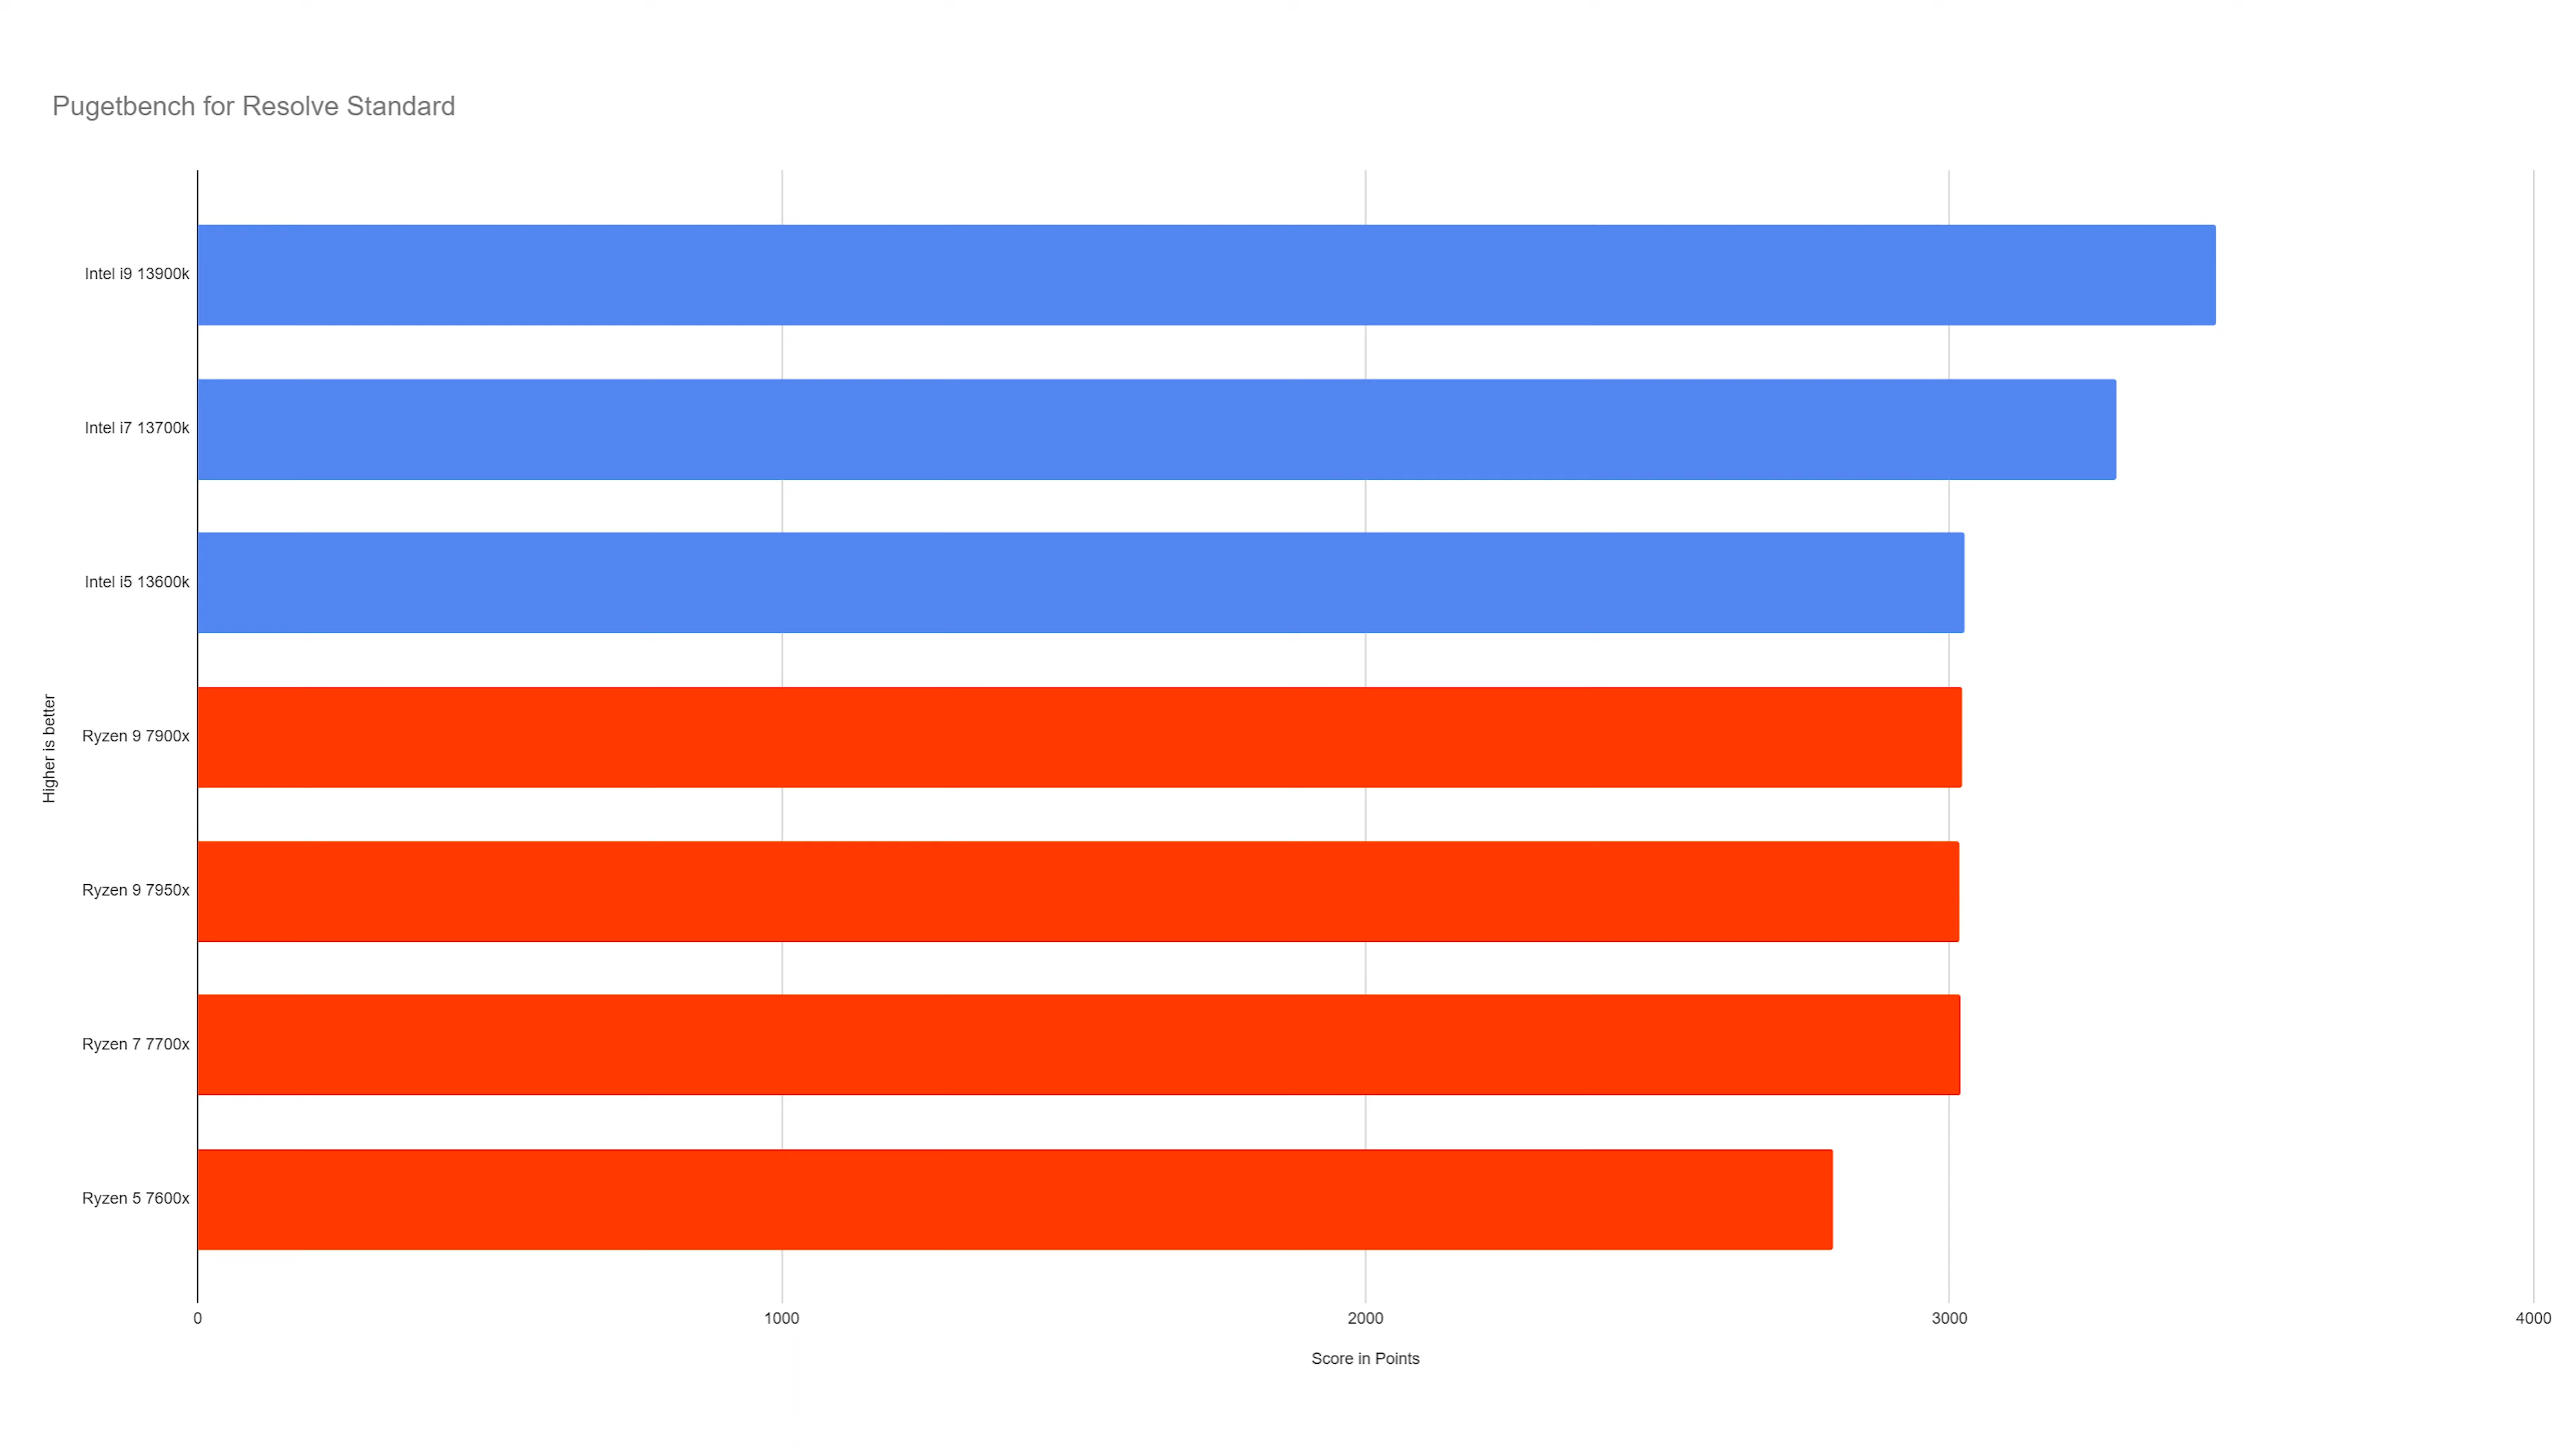 Pugetbench for Resolve Standard
Intel i9 13900k
Intel i7 13700k
Intel i5 13600k
Higher is better
Ryzen 9 7900x
Ryzen 9 7950x
Ryzen 7 7700x
Ryzen 5 7600x
0 1000 2000 3000 4000
Score in Points